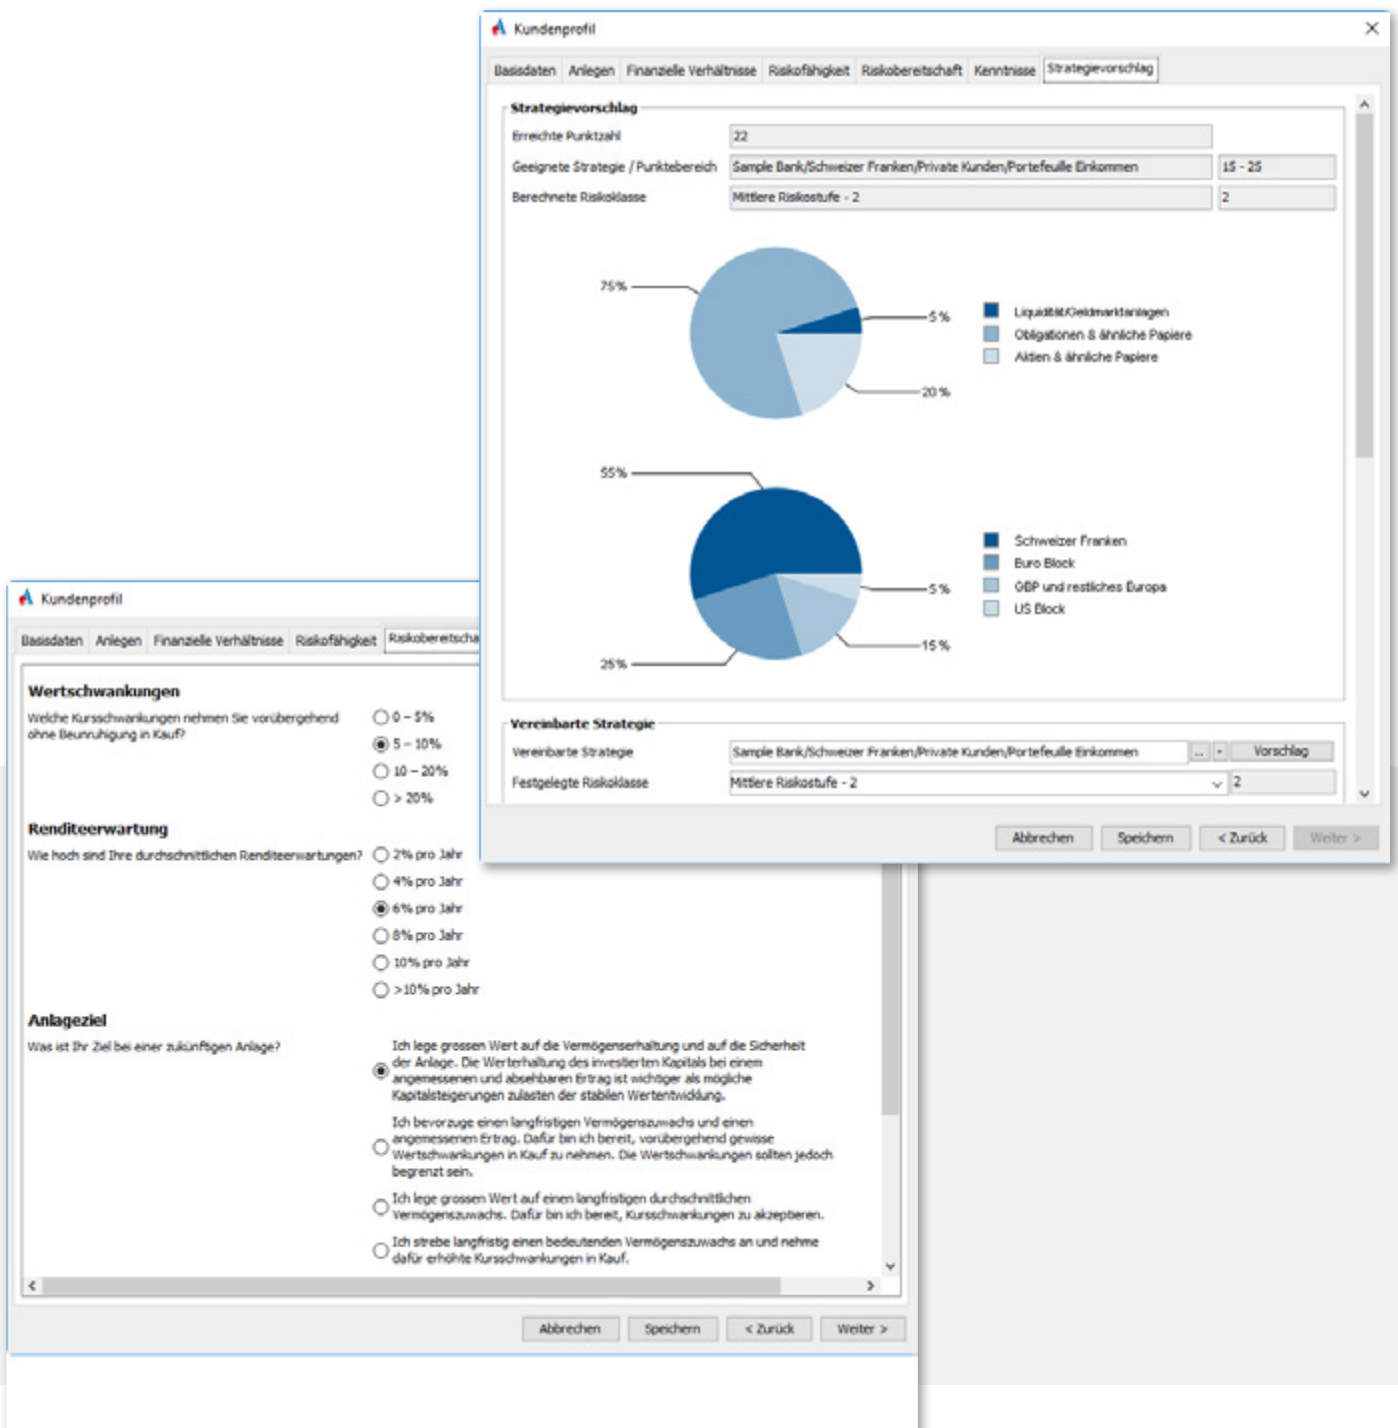 Kundenprofil
Basisdaten Anlegen Finanzielle Verhältnisse Risikofähigkeit Risikobereitschaft Kenntnisse Strategievorschlag
Strategievorschlag
Erreichte Punktzahl 22
Geeignete Strategie / Punktebereich Sample Bank/Schweizer Franken/Private Kunden/Portefeuille Einkommen 15 - 25
Berechnete Risikoklasse Mittlere Risikostufe - 2 2
75%
5%
20%
Liquidität/Geldmarktanlagen
Obligationen & ähnliche Papiere
Aktien & ähnliche Papiere
55%
5%
15%
25%
Schweizer Franken
Euro Block
GBP und restliches Europa
US Block
Vereinbarte Strategie
Vereinbarte Strategie Sample Bank/Schweizer Franken/Private Kunden/Portefeuille Einkommen ... - Vorschlag
Festgelegte Risikoklasse Mittlere Risikostufe - 2 2
Abbrechen Speichern < Zurück Weiter >
Kundenprofil
Basisdaten Anlegen Finanzielle Verhältnisse Risikofähigkeit Risikobereitscha
Wertschwankungen
Welche Kursschwankungen nehmen Sie vorübergehend
ohne Beunruhigung in Kauf?
0 – 5%
5 – 10%
10 – 20%
> 20%
Renditeerwartung
Wie hoch sind Ihre durchschnittlichen Renditeerwartungen?
2% pro Jahr
4% pro Jahr
6% pro Jahr
8% pro Jahr
10% pro Jahr
>10% pro Jahr
Anlageziel
Was ist Ihr Ziel bei einer zukünftigen Anlage?
Ich lege grossen Wert auf die Vermögenserhaltung und auf die Sicherheit
der Anlage. Die Werterhaltung des investierten Kapitals bei einem
angemessenen und absehbaren Ertrag ist wichtiger als mögliche
Kapitalsteigerungen zulasten der stabilen Wertentwicklung.
Ich bevorzuge einen langfristigen Vermögenszuwachs und einen
angemessenen Ertrag. Dafür bin ich bereit, vorübergehend gewisse
Wertschwankungen in Kauf zu nehmen. Die Wertschwankungen sollten jedoch
begrenzt sein.
Ich lege grossen Wert auf einen langfristigen durchschnittlichen
Vermögenszuwachs. Dafür bin ich bereit, Kursschwankungen zu akzeptieren.
Ich strebe langfristig einen bedeutenden Vermögenszuwachs an und nehme
dafür erhöhte Kursschwankungen in Kauf.
Abbrechen Speichern < Zurück Weiter >